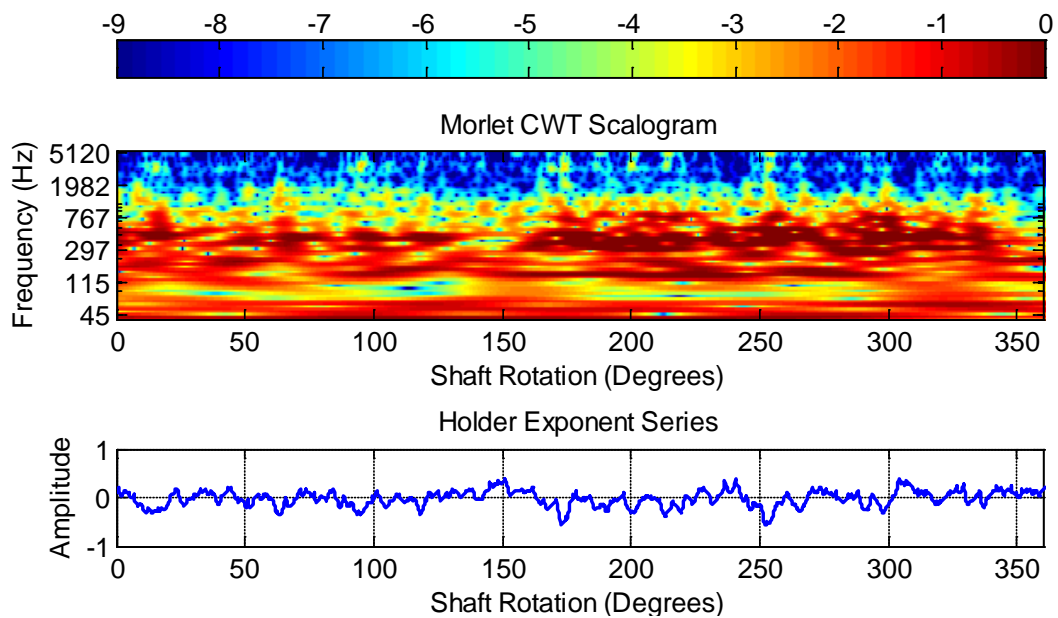 -9 -8 -7 -6 -5 -4 -3 -2 -1 0
Morlet CWT Scalogram
Frequency (Hz)
5120
1982
767
297
115
45
0 50 100 150 200 250 300 350
Shaft Rotation (Degrees)
Holder Exponent Series
Amplitude
1
0
-1
0 50 100 150 200 250 300 350
Shaft Rotation (Degrees)